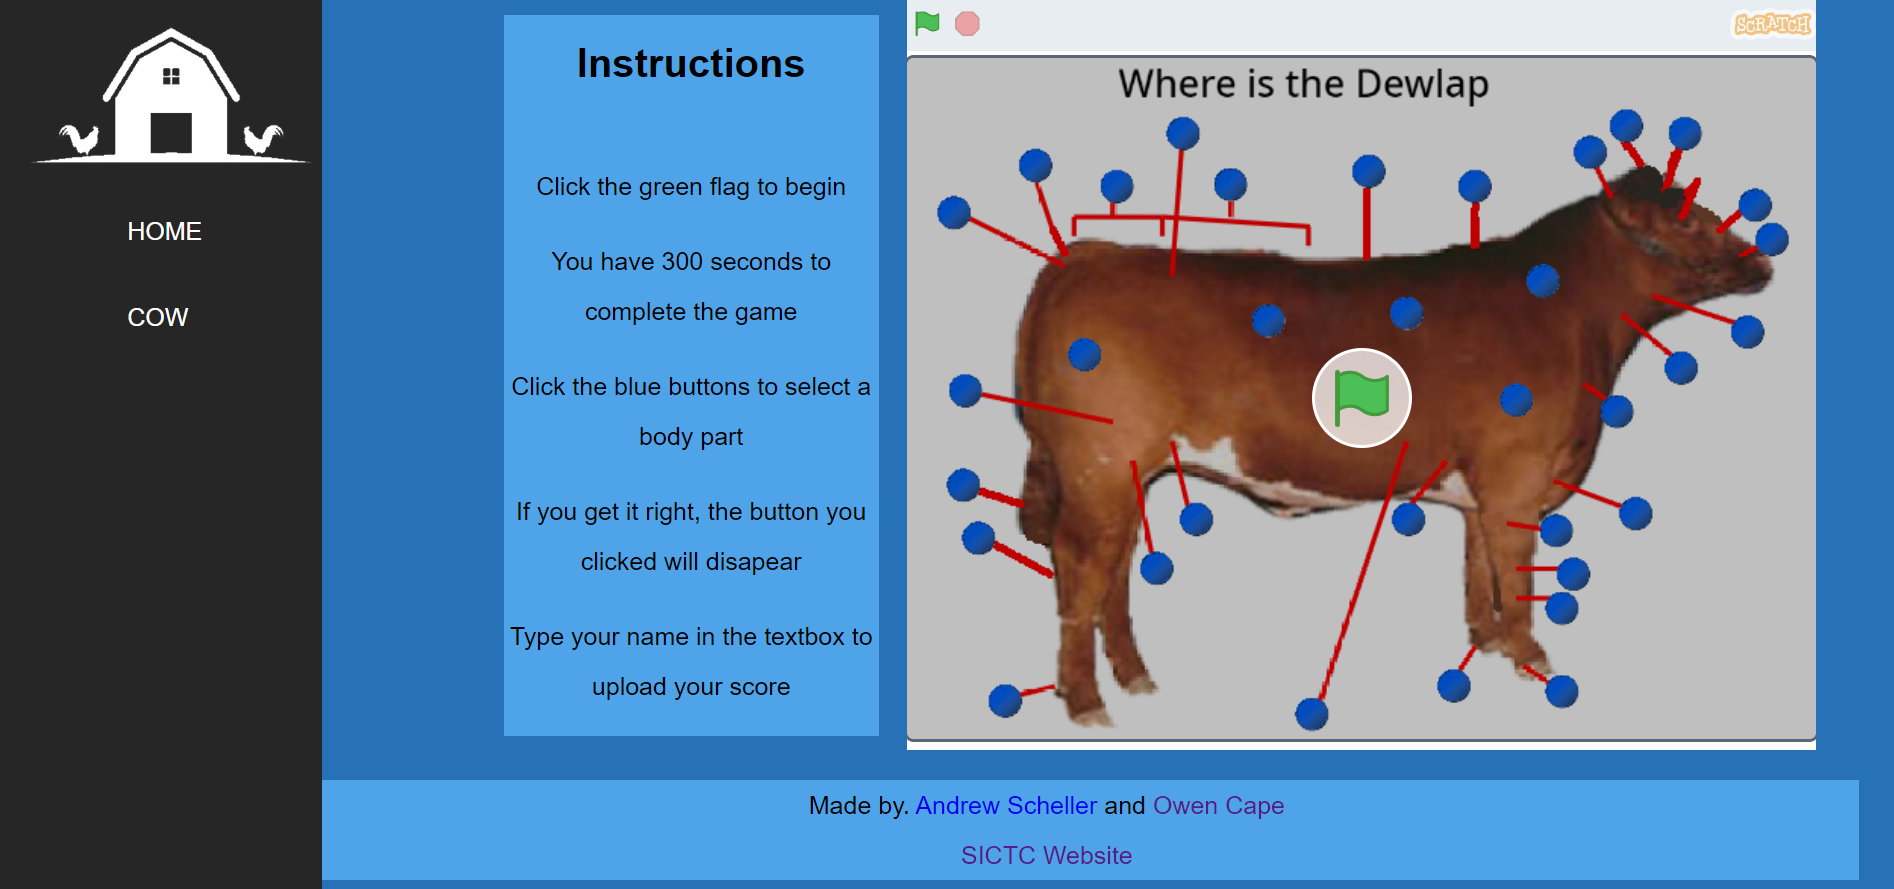 HOME
COW
Instructions
Click the green flag to begin
You have 300 seconds to
complete the game
Click the blue buttons to select a
body part
If you get it right, the button you
clicked will disapear
Type your name in the textbox to
upload your score
SCRATCH
Where is the Dewlap
Made by. Andrew Scheller and Owen Cape
SICTC Website